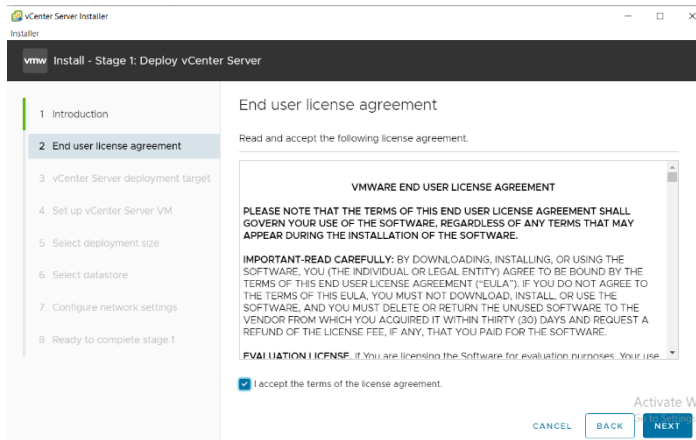 vCenter Server Installer
Installer
vmw Install - Stage 1: Deploy vCenter Server
1 Introduction
2 End user license agreement
3 vCenter Server deployment target
4 Set up vCenter Server VM
5 Select deployment size
6 Select datastore
7 Configure network settings
8 Ready to complete stage 1
End user license agreement
Read and accept the following license agreement.
VMWARE END USER LICENSE AGREEMENT
PLEASE NOTE THAT THE TERMS OF THIS END USER LICENSE AGREEMENT SHALL
GOVERN YOUR USE OF THE SOFTWARE, REGARDLESS OF ANY TERMS THAT MAY
APPEAR DURING THE INSTALLATION OF THE SOFTWARE.
IMPORTANT-READ CAREFULLY: BY DOWNLOADING, INSTALLING, OR USING THE
SOFTWARE, YOU (THE INDIVIDUAL OR LEGAL ENTITY) AGREE TO BE BOUND BY THE
TERMS OF THIS END USER LICENSE AGREEMENT ("EULA"). IF YOU DO NOT AGREE TO
THE TERMS OF THIS EULA, YOU MUST NOT DOWNLOAD, INSTALL, OR USE THE
SOFTWARE, AND YOU MUST DELETE OR RETURN THE UNUSED SOFTWARE TO THE
VENDOR FROM WHICH YOU ACQUIRED IT WITHIN THIRTY (30) DAYS AND REQUEST A
REFUND OF THE LICENSE FEE, IF ANY, THAT YOU PAID FOR THE SOFTWARE.
EVALUATION LICENSE. If You are licensing the Software for evaluation purposes, Your use
I accept the terms of the license agreement.
Activate W
Go to Settings
CANCEL BACK NEXT